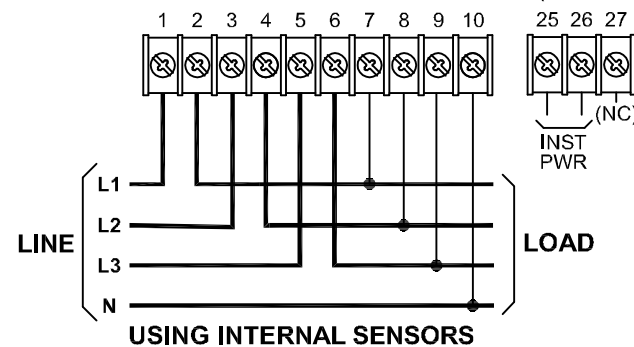 1 2 3 4 5 6 7 8 9 10 25 26 27
(NC)
INST
PWR
L1
L2
LINE
LOAD
L3
N
USING INTERNAL SENSORS